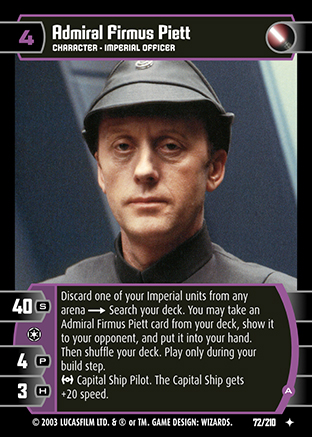 4 Admiral Firmus Piett
CHARACTER - IMPERIAL OFFICER
40 S
4 P
3 H
Discard one of your Imperial units from any
arena → Search your deck. You may take an
Admiral Firmus Piett card from your deck, show it
to your opponent, and put it into your hand.
Then shuffle your deck. Play only during your
build step.
Capital Ship Pilot. The Capital Ship gets
+20 speed.
A
© 2003 LUCASFILM LTD. & ® or TM. GAME DESIGN: WIZARDS. 72/210